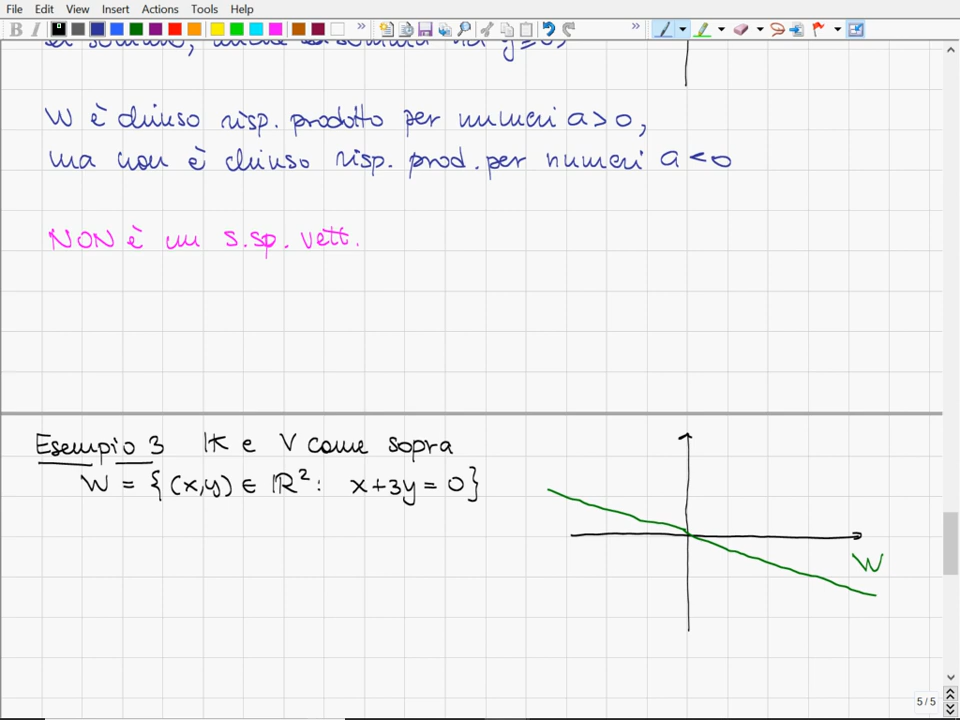 File Edit View Insert Actions Tools Help
B I
W è chiuso risp. prodotto per numeri a > 0,
ma non è chiuso risp. prod. per numeri a < 0
NON è un s.sp. vett.
Esempio 3 IK e V come sopra
W = {(x,y) ∈ ℝ²: x+3y = 0}
W
5 / 5